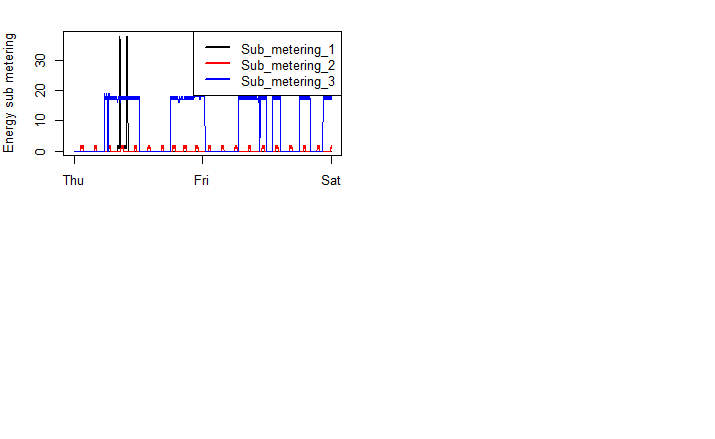 Energy sub metering
30
20
10
0
Sub_metering_1
Sub_metering_2
Sub_metering_3
Thu Fri Sat